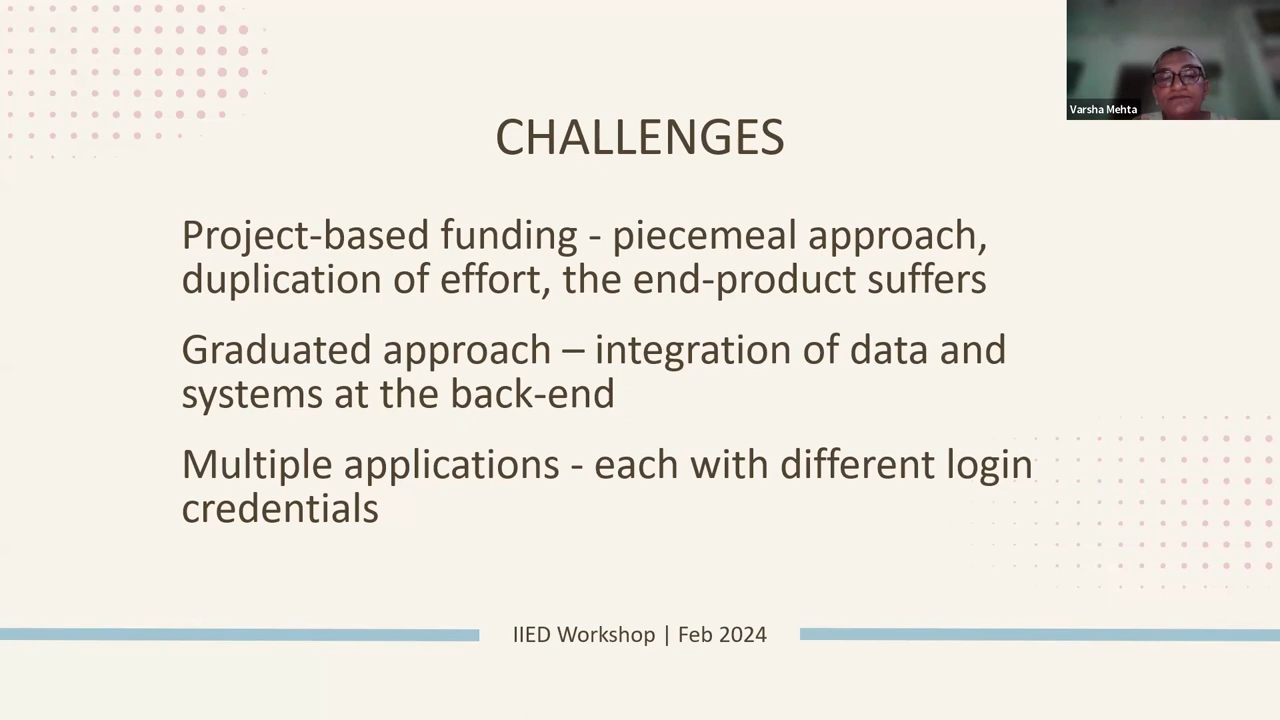 Varsha Mehta
CHALLENGES
Project-based funding - piecemeal approach,
duplication of effort, the end-product suffers
Graduated approach – integration of data and
systems at the back-end
Multiple applications - each with different login
credentials
IIED Workshop | Feb 2024